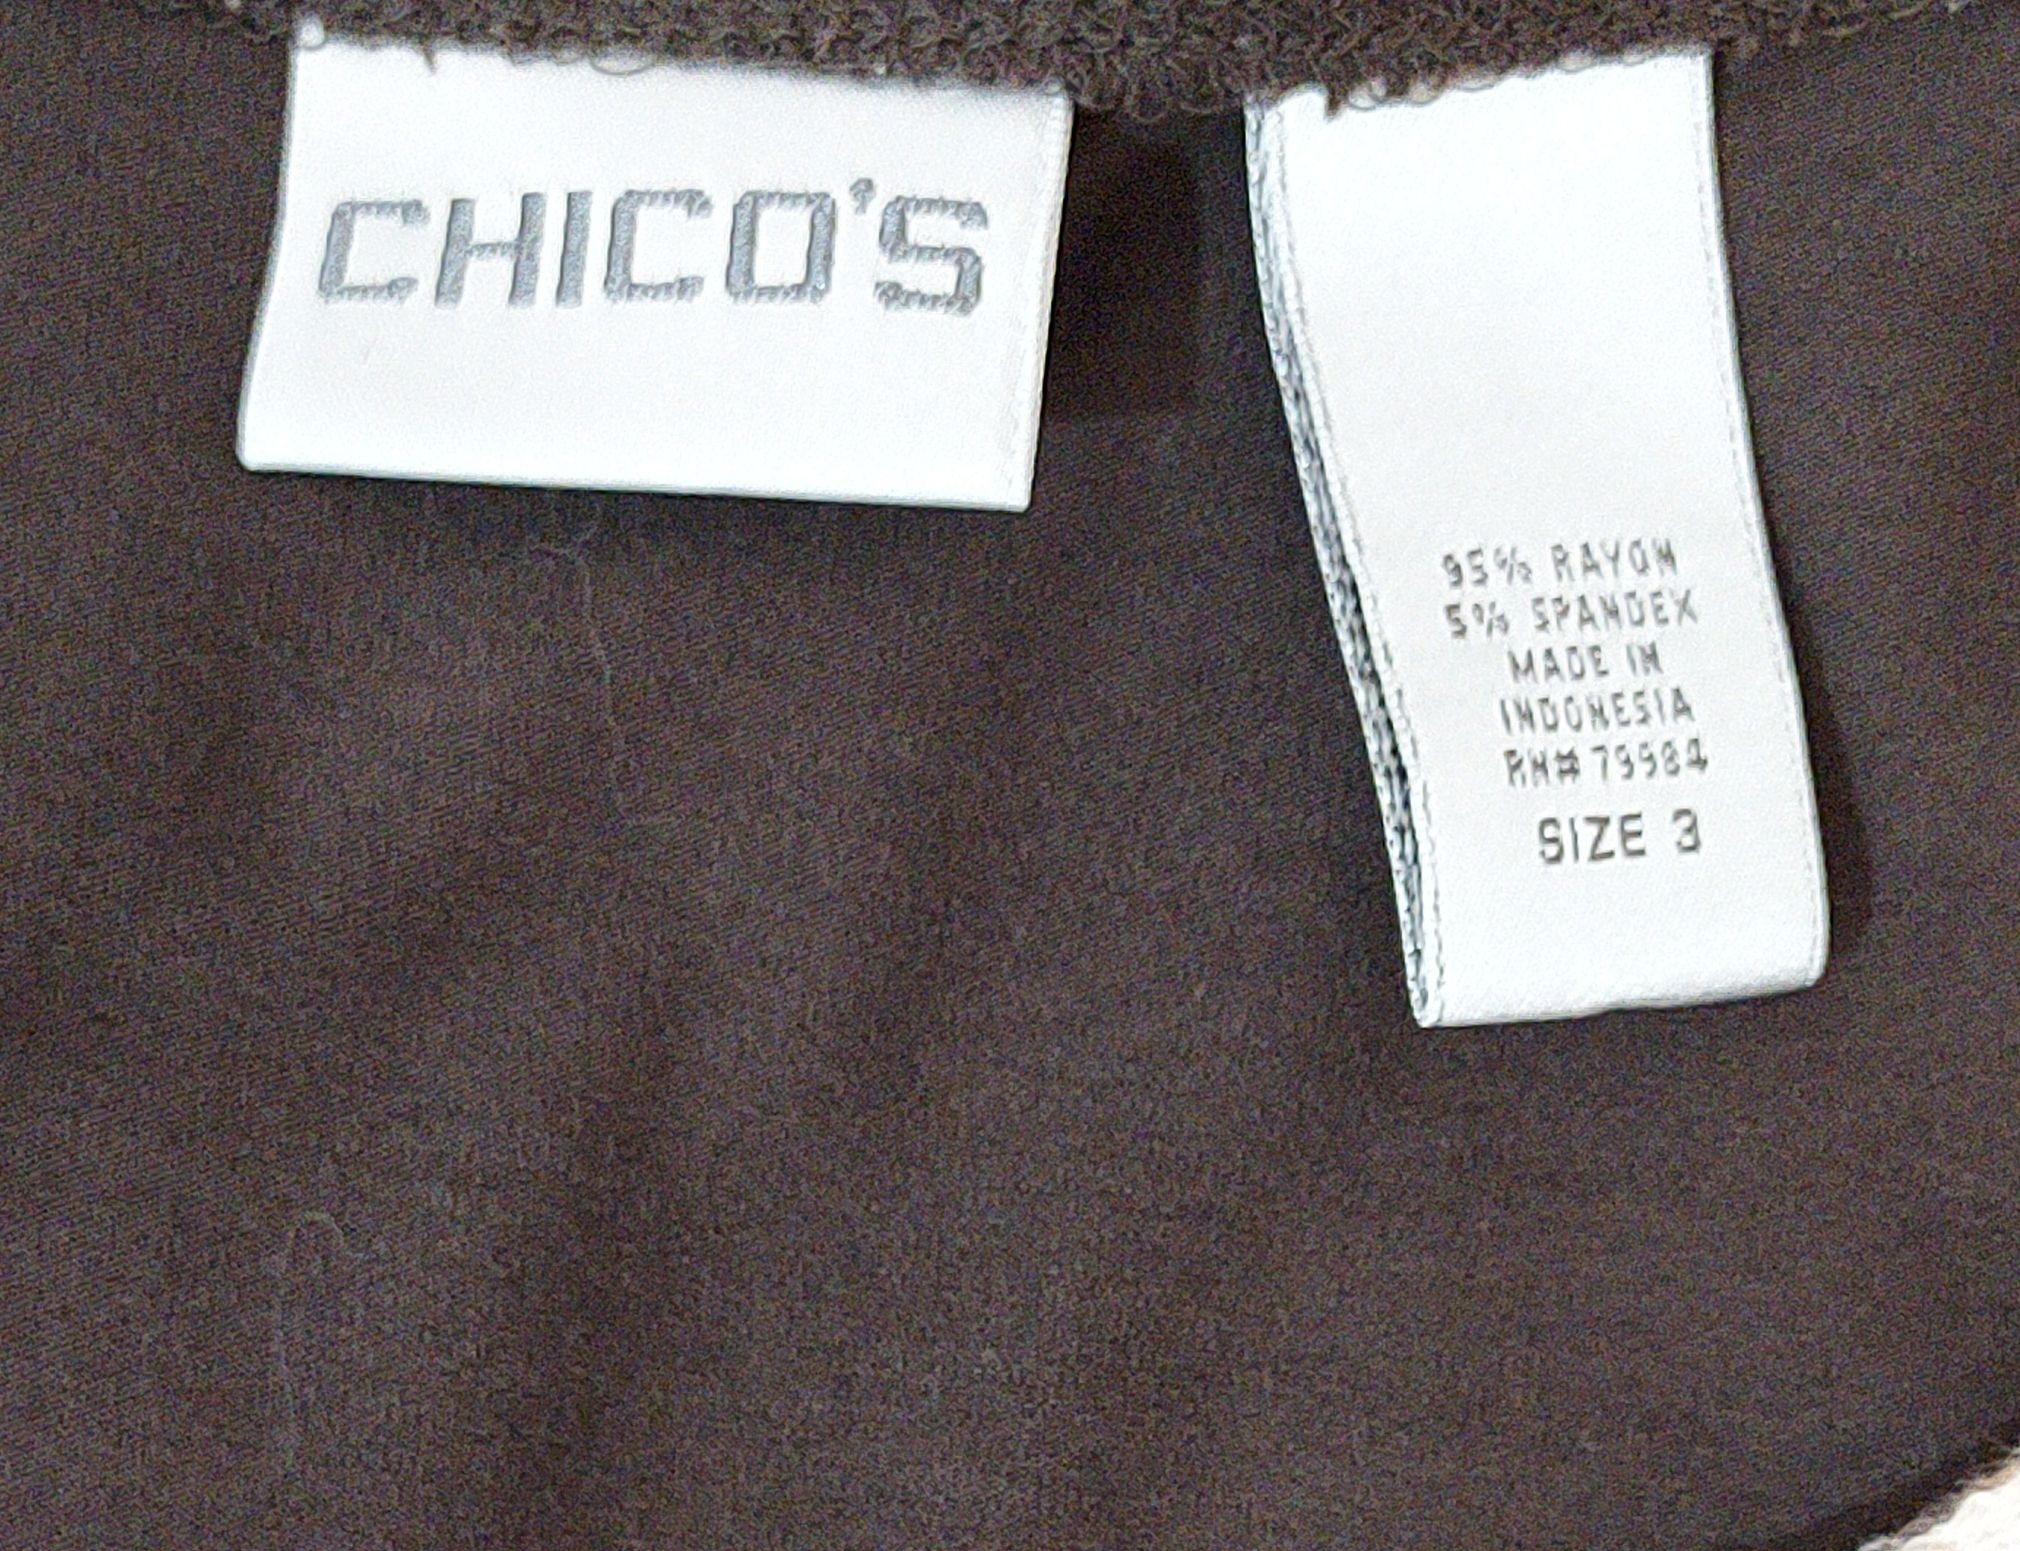 CHICO'S
95% RAYON
5% SPANDEX
MADE IN
INDONESIA
RN# 79984
SIZE 3